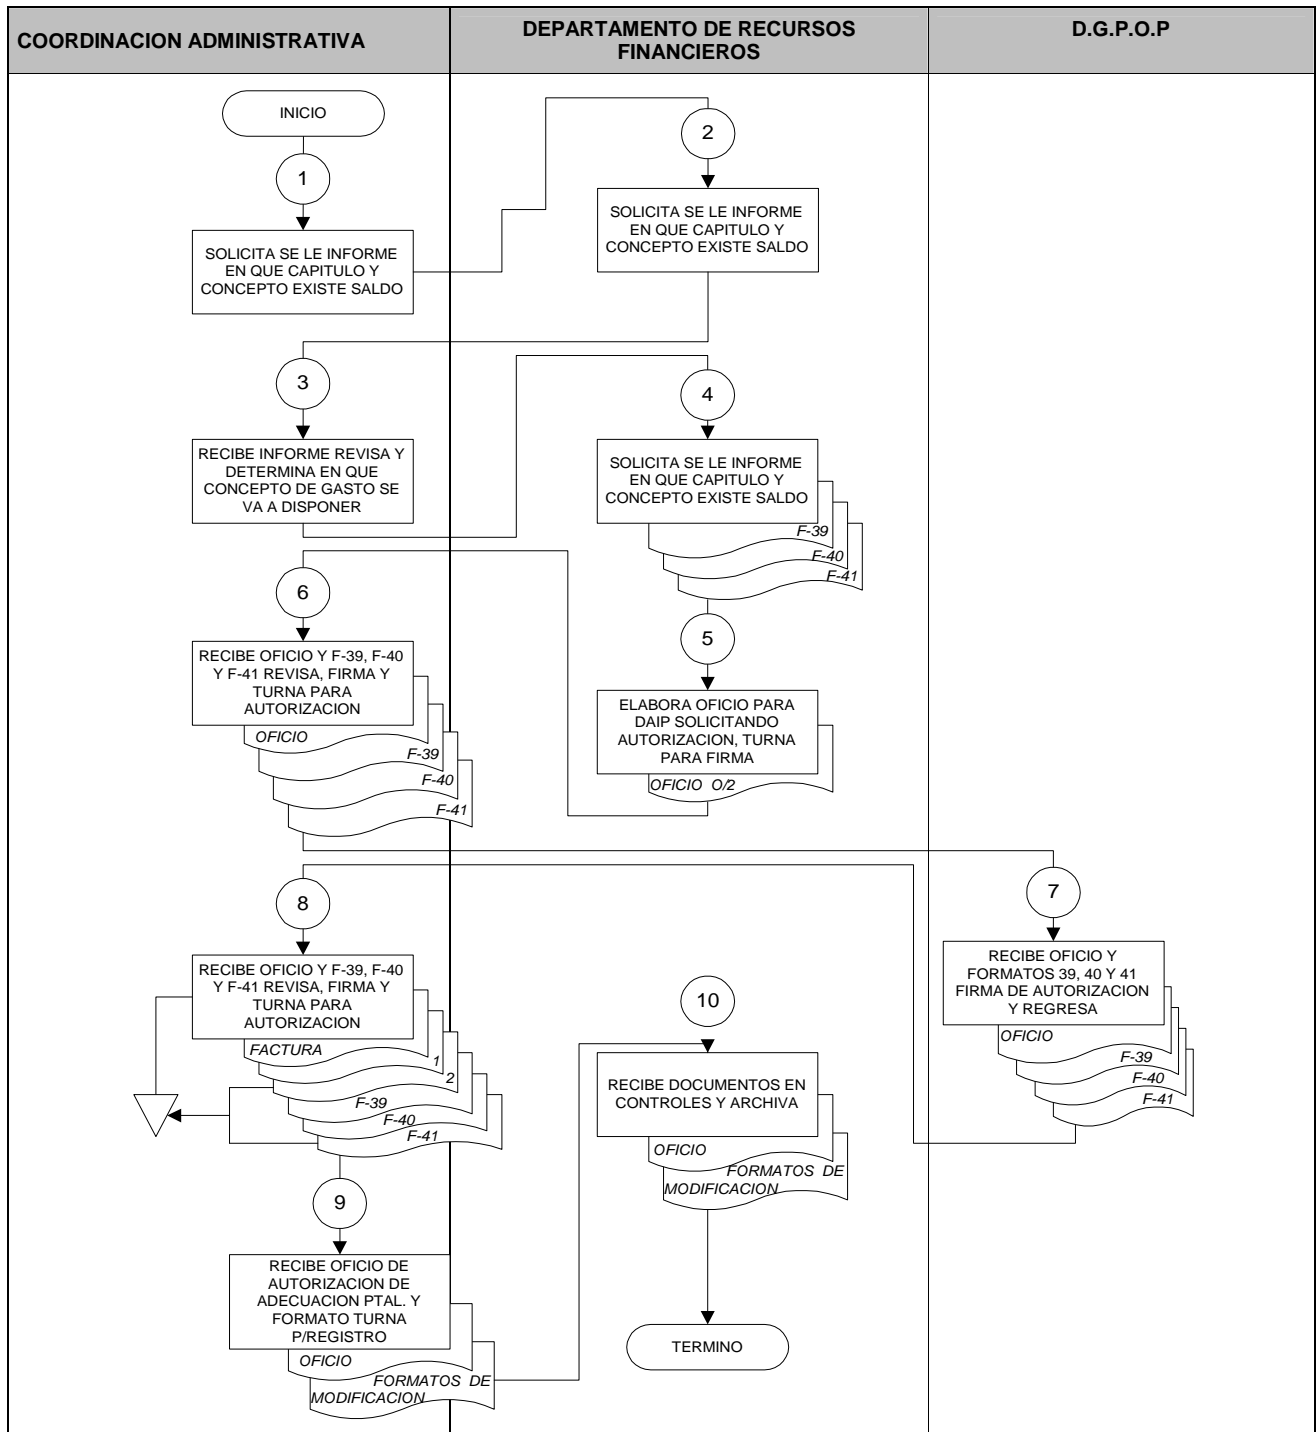 COORDINACION ADMINISTRATIVA
DEPARTAMENTO DE RECURSOS
FINANCIEROS
D.G.P.O.P
INICIO
1
SOLICITA SE LE INFORME
EN QUE CAPITULO Y
CONCEPTO EXISTE SALDO
2
SOLICITA SE LE INFORME
EN QUE CAPITULO Y
CONCEPTO EXISTE SALDO
3
RECIBE INFORME REVISA Y
DETERMINA EN QUE
CONCEPTO DE GASTO SE
VA A DISPONER
4
SOLICITA SE LE INFORME
EN QUE CAPITULO Y
CONCEPTO EXISTE SALDO
F-39
F-40
F-41
5
ELABORA OFICIO PARA
DAIP SOLICITANDO
AUTORIZACION, TURNA
PARA FIRMA
OFICIO O/2
6
RECIBE OFICIO Y F-39, F-40
Y F-41 REVISA, FIRMA Y
TURNA PARA
AUTORIZACION
OFICIO
F-39
F-40
F-41
7
RECIBE OFICIO Y
FORMATOS 39, 40 Y 41
FIRMA DE AUTORIZACION
Y REGRESA
OFICIO
F-39
F-40
F-41
8
RECIBE OFICIO Y F-39, F-40
Y F-41 REVISA, FIRMA Y
TURNA PARA
AUTORIZACION
FACTURA
1
2
F-39
F-40
F-41
9
RECIBE OFICIO DE
AUTORIZACION DE
ADECUACION PTAL. Y
FORMATO TURNA
P/REGISTRO
OFICIO
FORMATOS DE
MODIFICACION
10
RECIBE DOCUMENTOS EN
CONTROLES Y ARCHIVA
OFICIO
FORMATOS DE
MODIFICACION
TERMINO